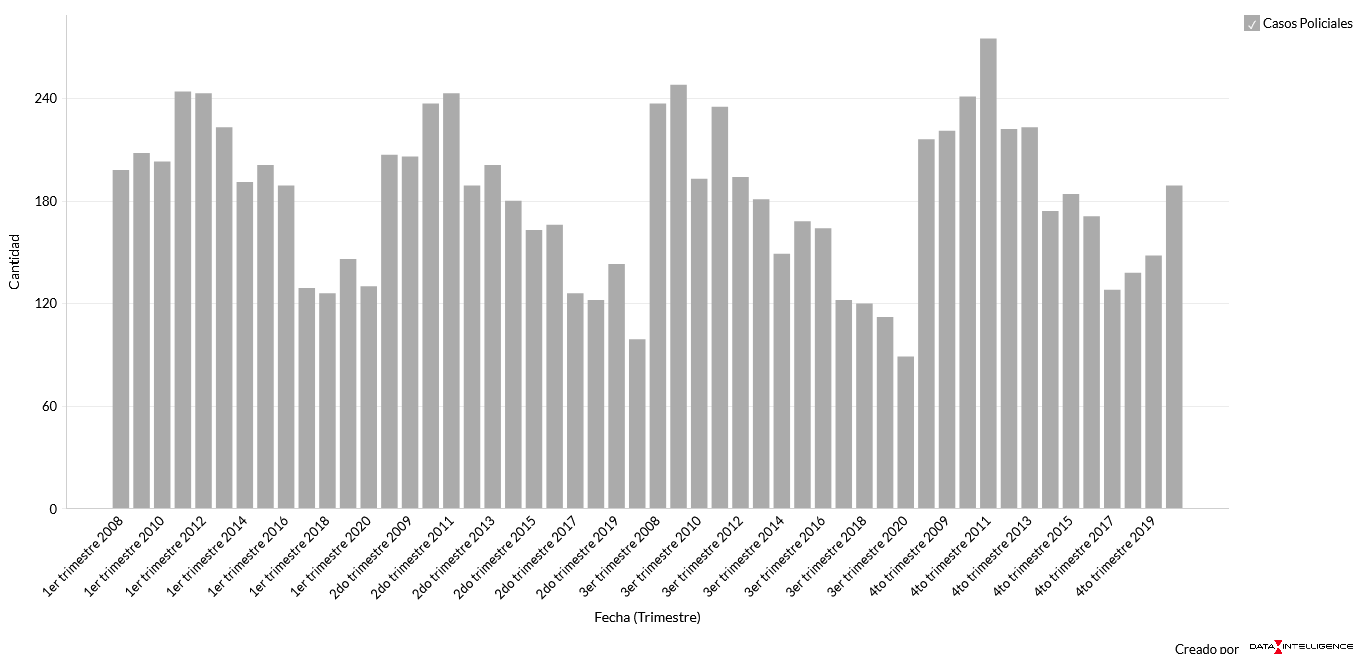 Casos Policiales
240
180
120
60
0
Cantidad
1er trimestre 2008
1er trimestre 2010
1er trimestre 2012
1er trimestre 2014
1er trimestre 2016
1er trimestre 2018
1er trimestre 2020
2do trimestre 2009
2do trimestre 2011
2do trimestre 2013
2do trimestre 2015
2do trimestre 2017
2do trimestre 2019
3er trimestre 2008
3er trimestre 2010
3er trimestre 2012
3er trimestre 2014
3er trimestre 2016
3er trimestre 2018
3er trimestre 2020
4to trimestre 2009
4to trimestre 2011
4to trimestre 2013
4to trimestre 2015
4to trimestre 2017
4to trimestre 2019
Fecha (Trimestre)
Creado por DATA INTELLIGENCE